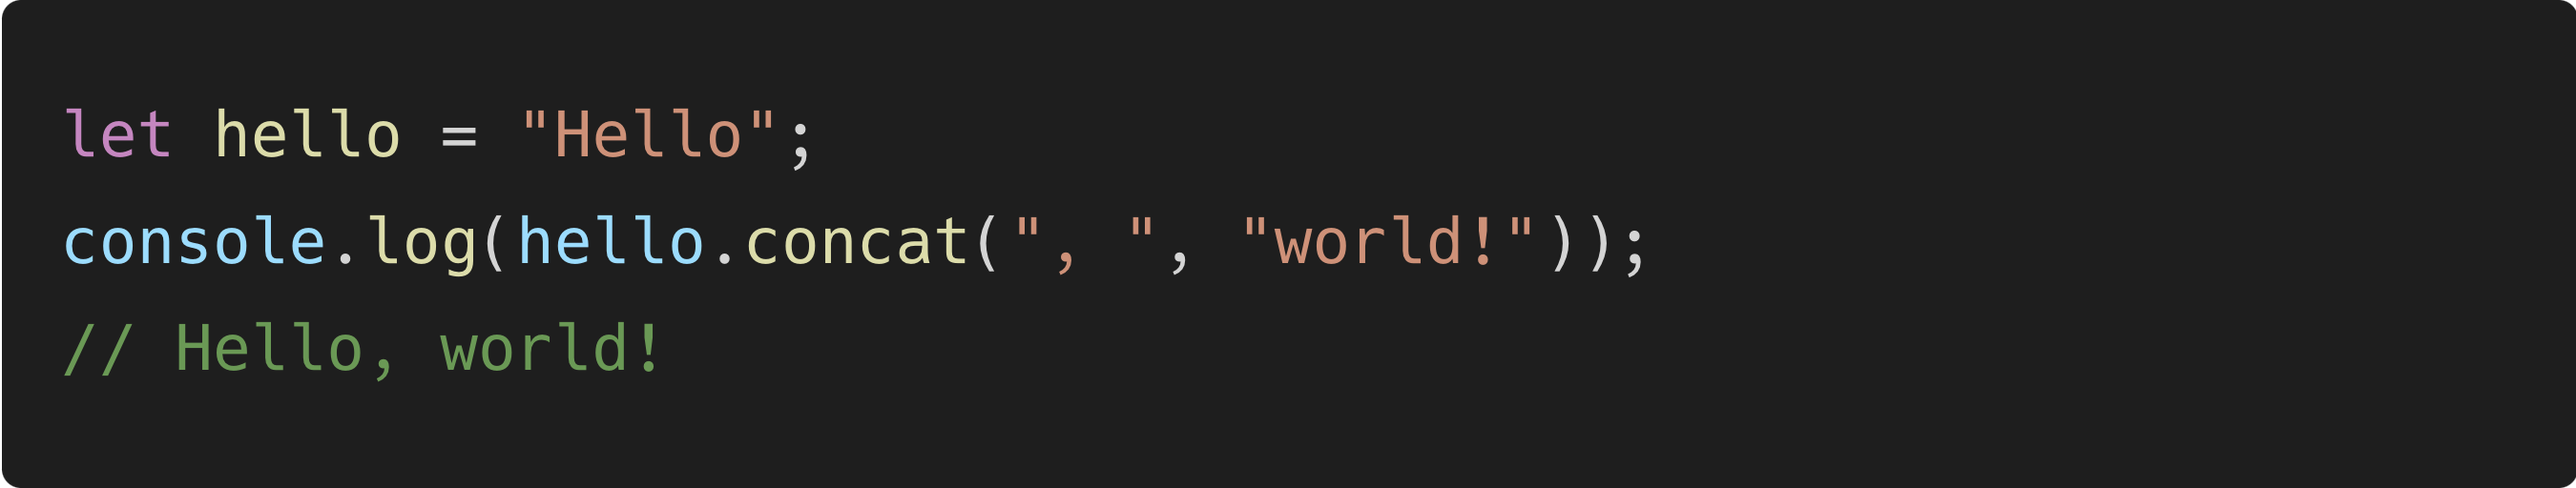 let hello = "Hello";
console.log(hello.concat(", ", "world!"));
// Hello, world!